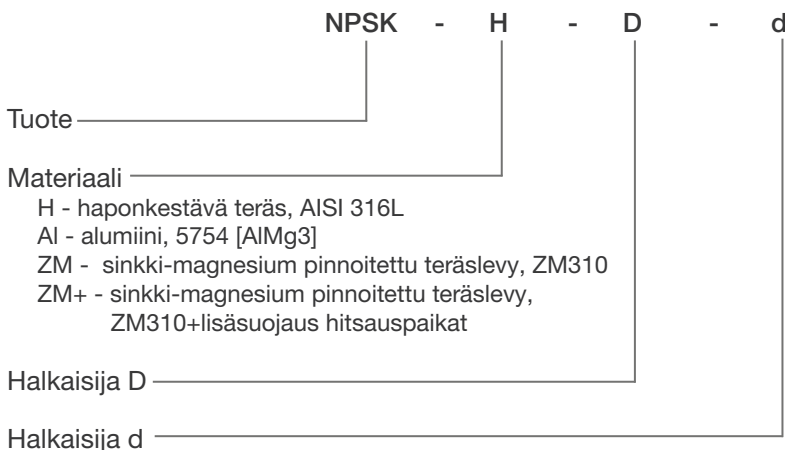 NPSK - H - D - d
Tuote
Materiaali
H - haponkestävä teräs, AISI 316L
Al - alumiini, 5754 [AlMg3]
ZM - sinkki-magnesium pinnoitettu teräslevy, ZM310
ZM+ - sinkki-magnesium pinnoitettu teräslevy,
ZM310+lisäsuojaus hitsauspaikat
Halkaisija D
Halkaisija d